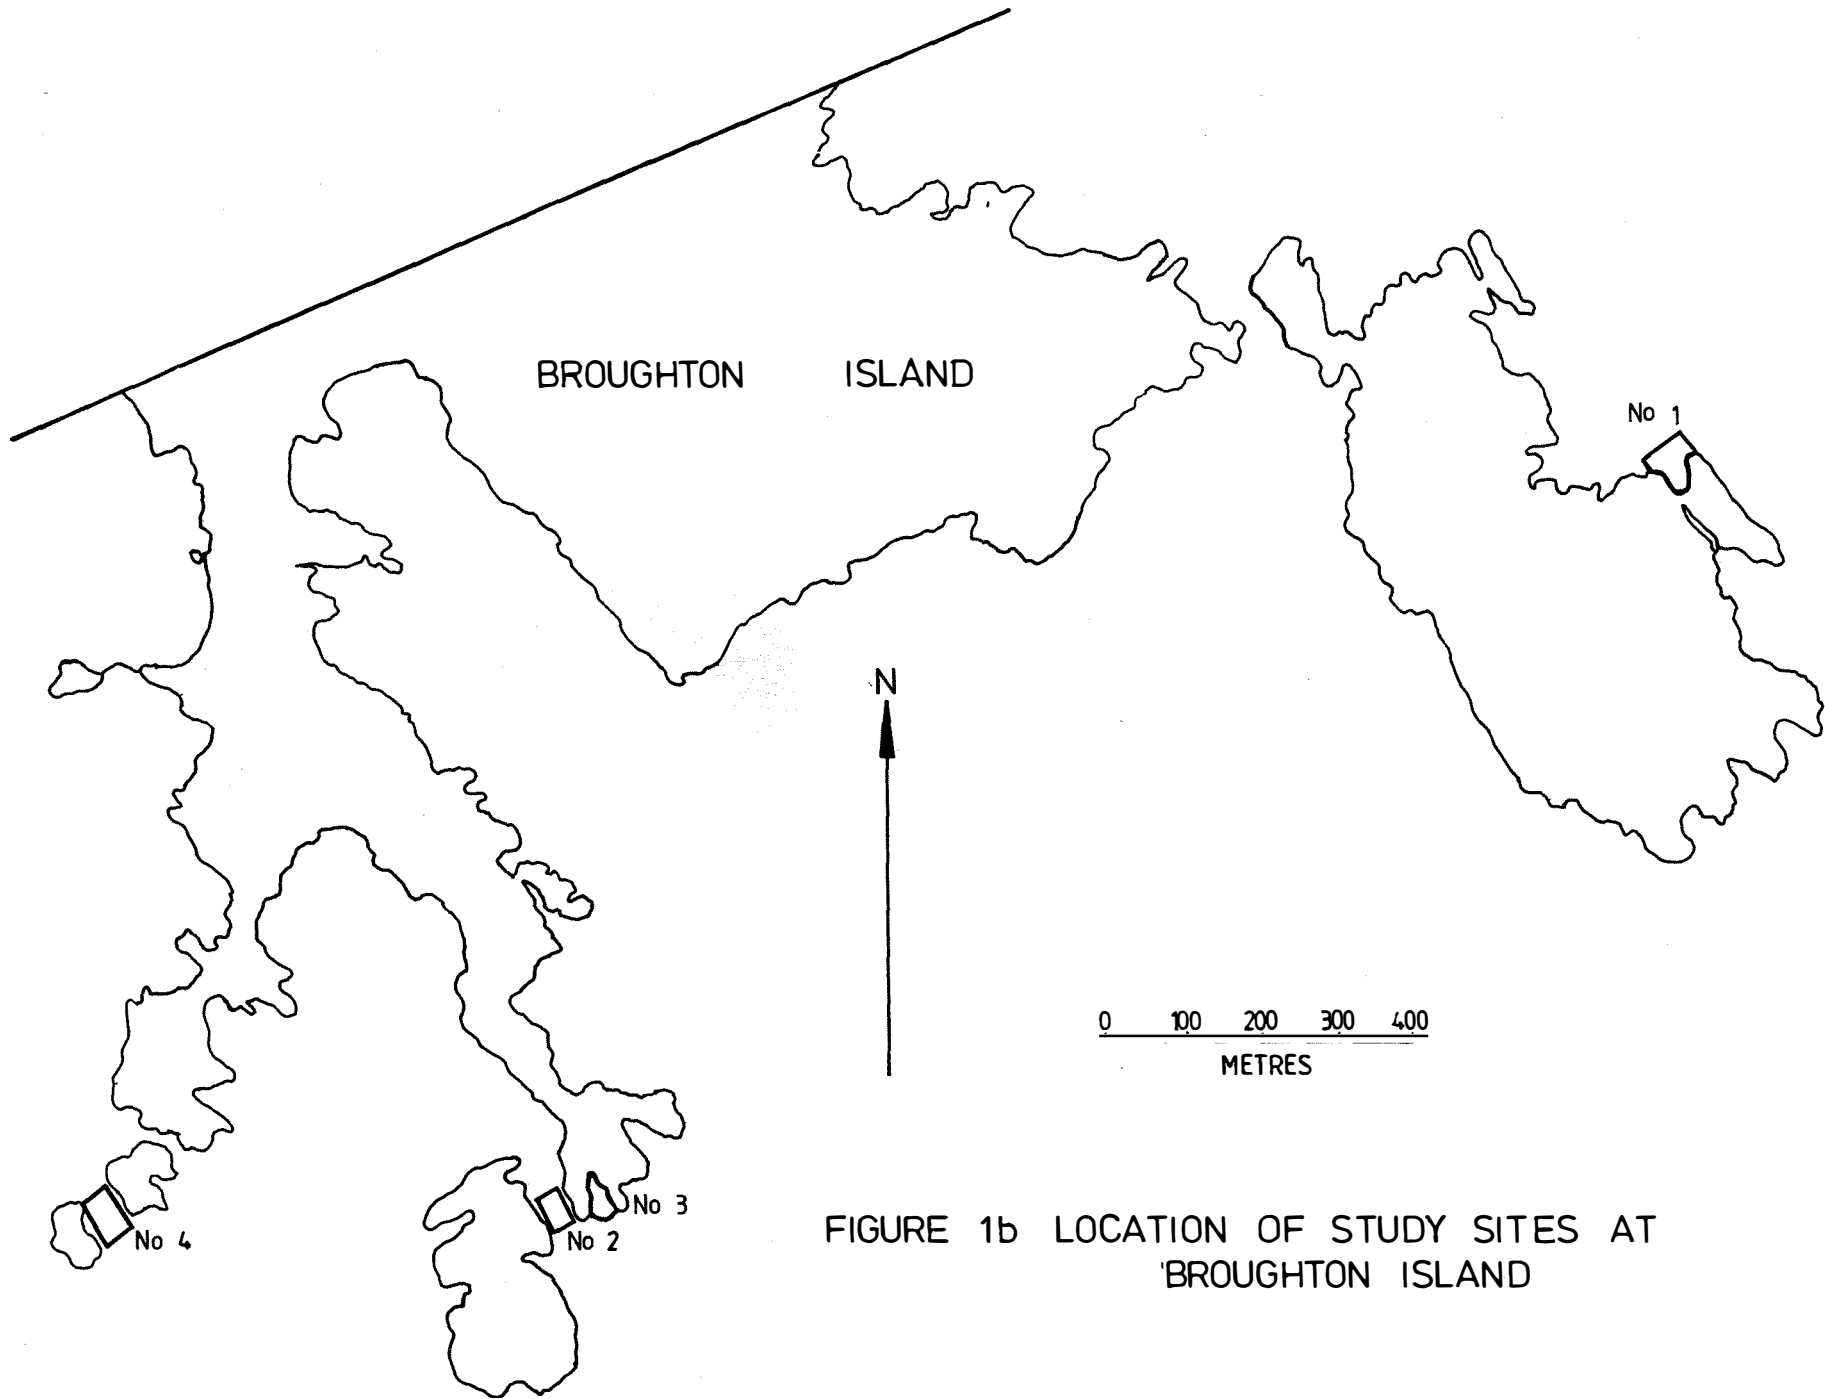 BROUGHTON ISLAND
No 1
N
0 100 200 300 400
METRES
No 3
No 2
No 4
FIGURE 1b LOCATION OF STUDY SITES AT
BROUGHTON ISLAND